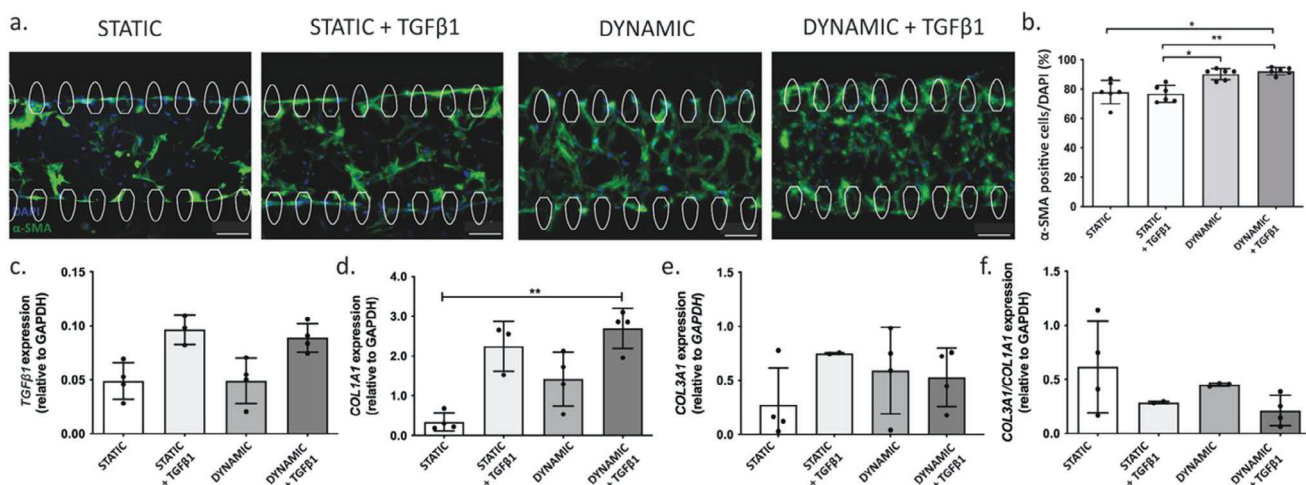 a.
STATIC
STATIC + TGFβ1
DYNAMIC
DYNAMIC + TGFβ1
DAPI
α-SMA
b.
α-SMA positive cells/DAPI (%)
100
80
60
40
20
0
*
**
*
STATIC
STATIC
+ TGFβ1
DYNAMIC
DYNAMIC
+ TGFβ1
c.
TGFβ1 expression
(relative to GAPDH)
0.15
0.10
0.05
0.00
STATIC
STATIC
+ TGFβ1
DYNAMIC
DYNAMIC
+ TGFβ1
d.
COL1A1 expression
(relative to GAPDH)
4.0
3.0
2.0
1.0
0.0
**
STATIC
STATIC
+ TGFβ1
DYNAMIC
DYNAMIC
+ TGFβ1
e.
COL3A1 expression
(relative to GAPDH)
1.5
1.0
0.5
0.0
STATIC
STATIC
+ TGFβ1
DYNAMIC
DYNAMIC
+ TGFβ1
f.
COL3A1/COL1A1 expression
(relative to GAPDH)
1.5
1.0
0.5
0.0
STATIC
STATIC
+ TGFβ1
DYNAMIC
DYNAMIC
+ TGFβ1